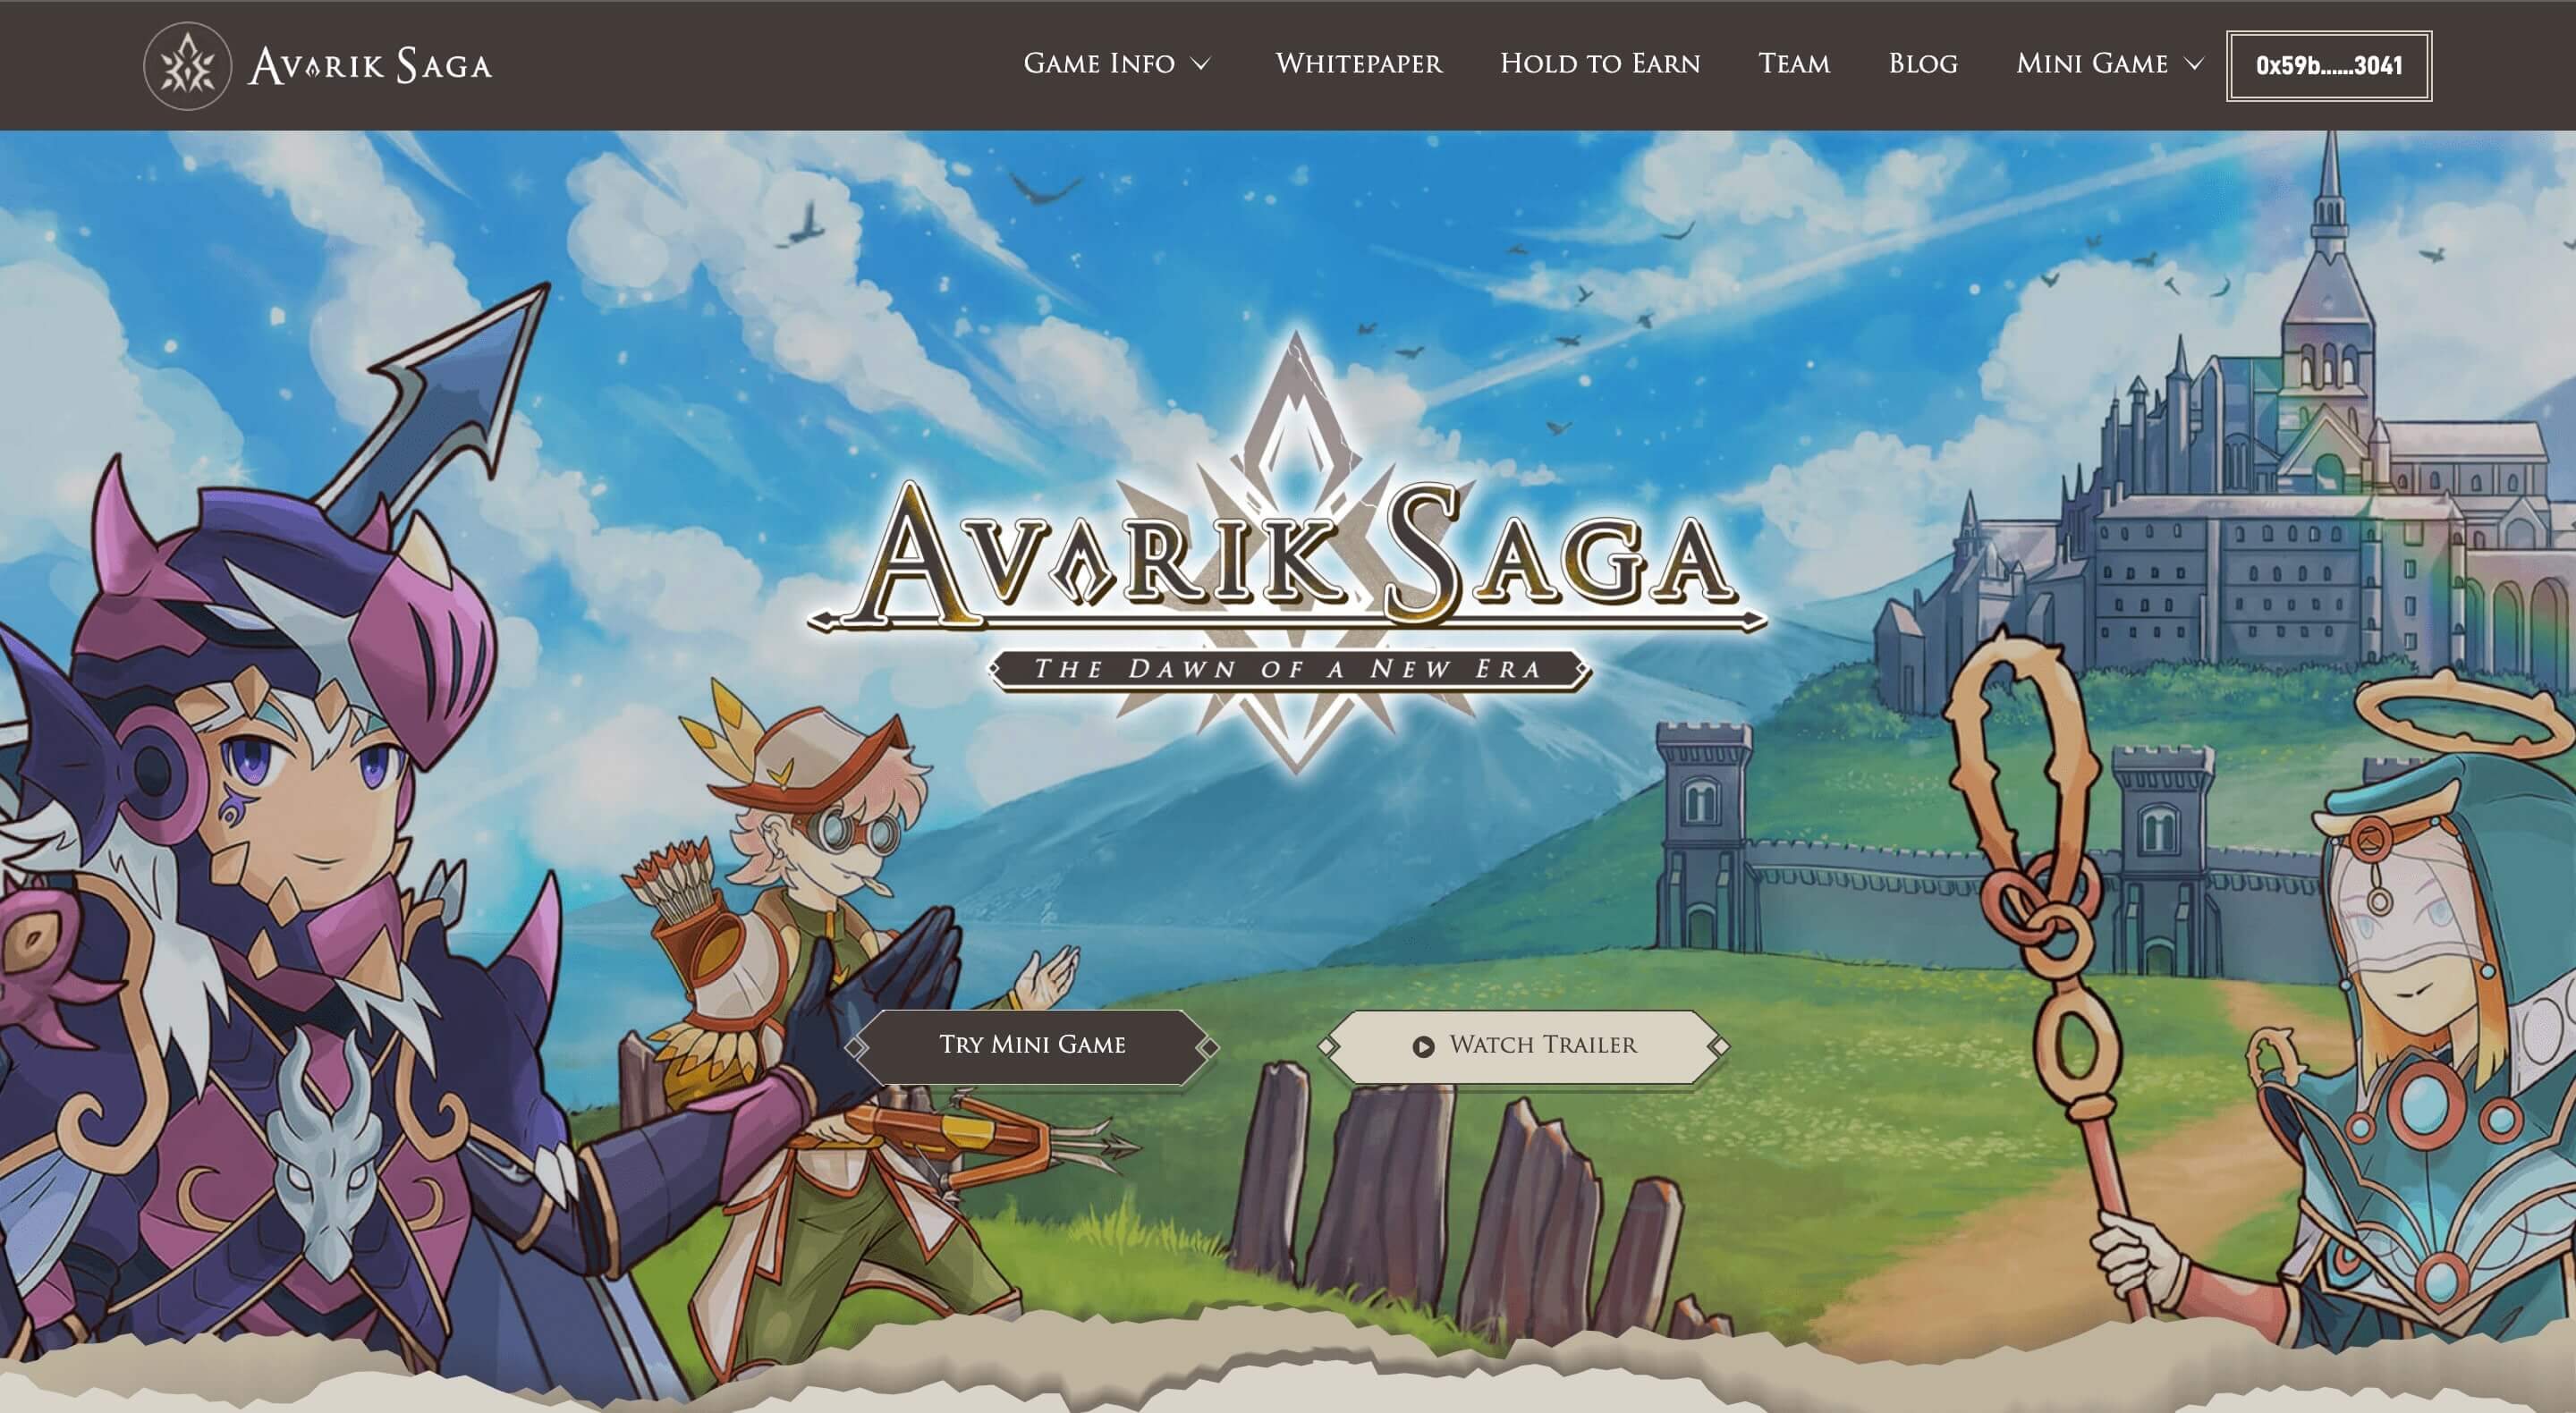 AVARIK SAGA
GAME INFO
WHITEPAPER
HOLD TO EARN
TEAM
BLOG
MINI GAME
0x59b......3041
AVARIK SAGA
THE DAWN OF A NEW ERA
TRY MINI GAME
WATCH TRAILER